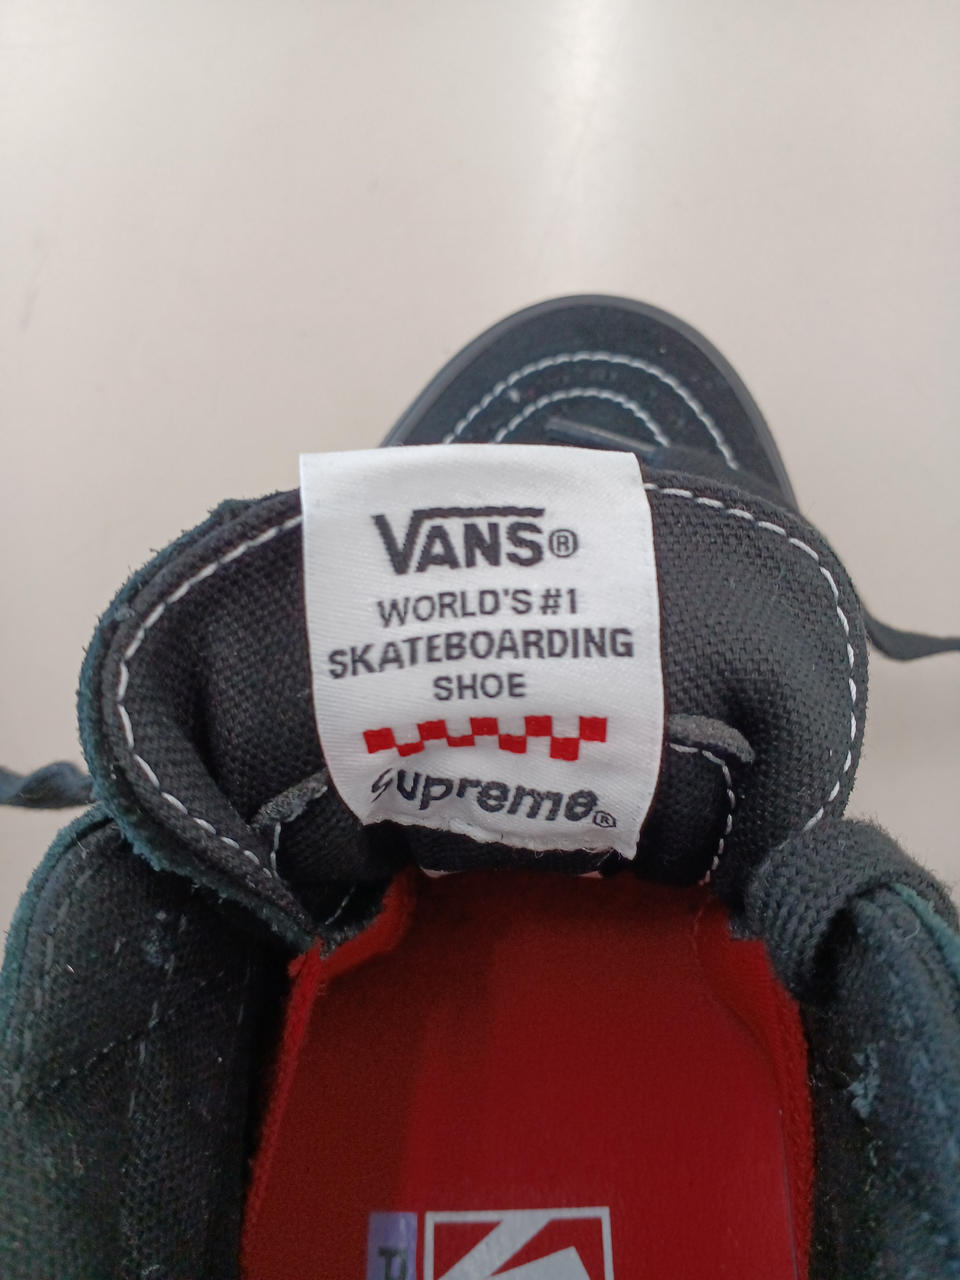 VANS®
WORLD'S #1
SKATEBOARDING
SHOE
Supreme®